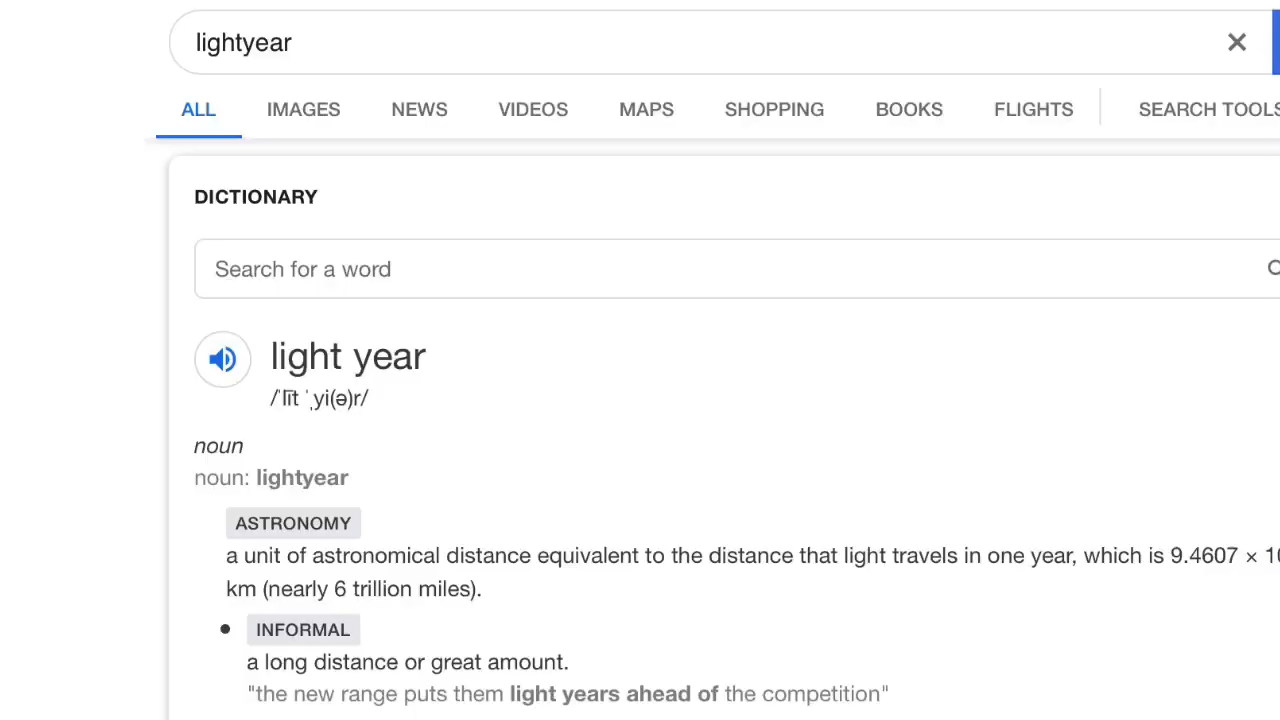 lightyear
ALL IMAGES NEWS VIDEOS MAPS SHOPPING BOOKS FLIGHTS SEARCH TOOLS
DICTIONARY
Search for a word
light year
/ˈlīt ˈˌyi(ə)r/
noun
noun: lightyear
ASTRONOMY
a unit of astronomical distance equivalent to the distance that light travels in one year, which is 9.4607 ×
km (nearly 6 trillion miles).
INFORMAL
a long distance or great amount.
"the new range puts them light years ahead of the competition"